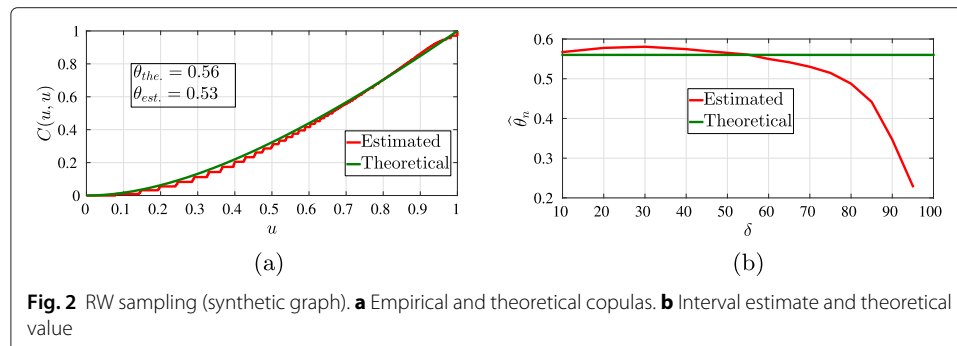 1
0.8
0.6
0.4
0.2
0
C(u, u)
θ_the. = 0.56
θ_est. = 0.53
Estimated
Theoretical
0 0.1 0.2 0.3 0.4 0.5 0.6 0.7 0.8 0.9 1
u
(a)
0.6
0.5
0.4
0.3
0.2
θ̂_n
Estimated
Theoretical
10 20 30 40 50 60 70 80 90 100
δ
(b)
Fig. 2 RW sampling (synthetic graph). a Empirical and theoretical copulas. b Interval estimate and theoretical
value